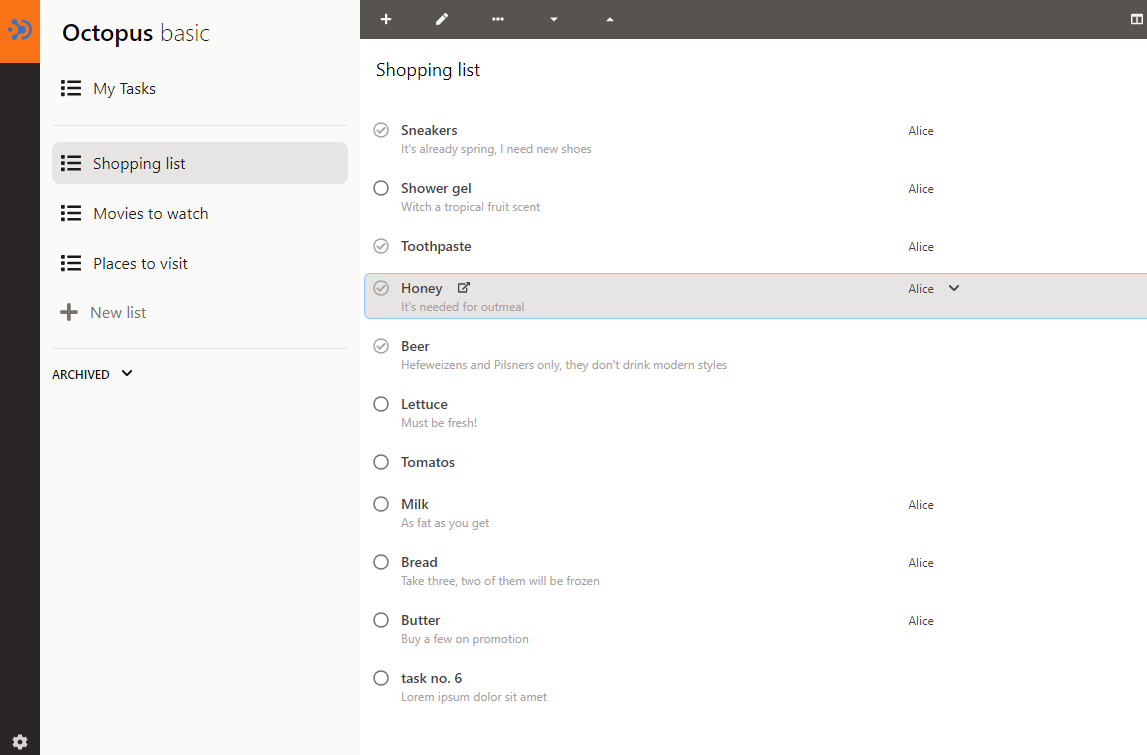 Octopus basic
My Tasks
Shopping list
Movies to watch
Places to visit
New list
ARCHIVED
Shopping list
Sneakers Alice
It's already spring, I need new shoes
Shower gel Alice
Witch a tropical fruit scent
Toothpaste Alice
Honey Alice
It's needed for outmeal
Beer
Hefeweizens and Pilsners only, they don't drink modern styles
Lettuce
Must be fresh!
Tomatos
Milk Alice
As fat as you get
Bread Alice
Take three, two of them will be frozen
Butter Alice
Buy a few on promotion
task no. 6
Lorem ipsum dolor sit amet